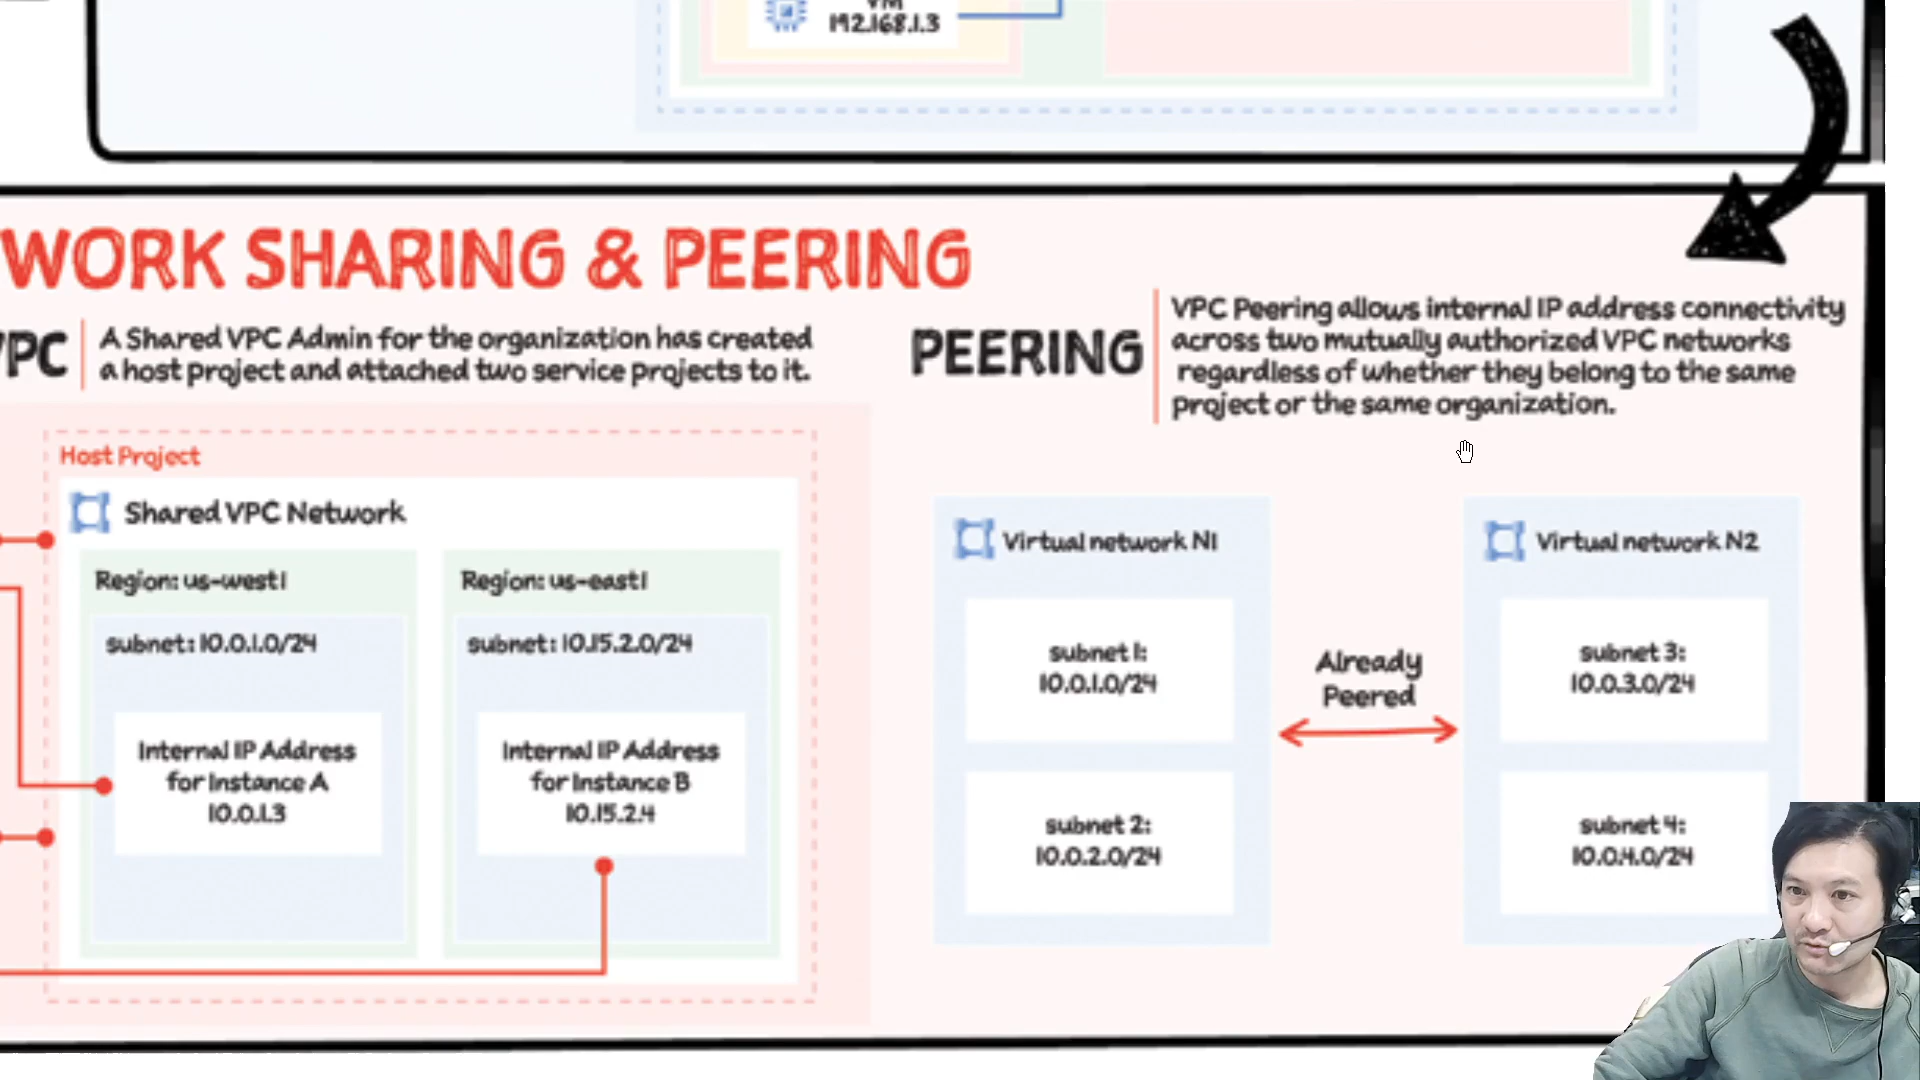 VM
192.168.1.3
WORK SHARING & PEERING
VPC
A Shared VPC Admin for the organization has created
a host project and attached two service projects to it.
PEERING
VPC Peering allows internal IP address connectivity
across two mutually authorized VPC networks
regardless of whether they belong to the same
project or the same organization.
Host Project
Shared VPC Network
Region: us-west1
subnet: 10.0.1.0/24
Internal IP Address
for Instance A
10.0.1.3
Region: us-east1
subnet: 10.15.2.0/24
Internal IP Address
for Instance B
10.15.2.4
Virtual network N1
subnet 1:
10.0.1.0/24
subnet 2:
10.0.2.0/24
Already
Peered
Virtual network N2
subnet 3:
10.0.3.0/24
subnet 4:
10.0.4.0/24